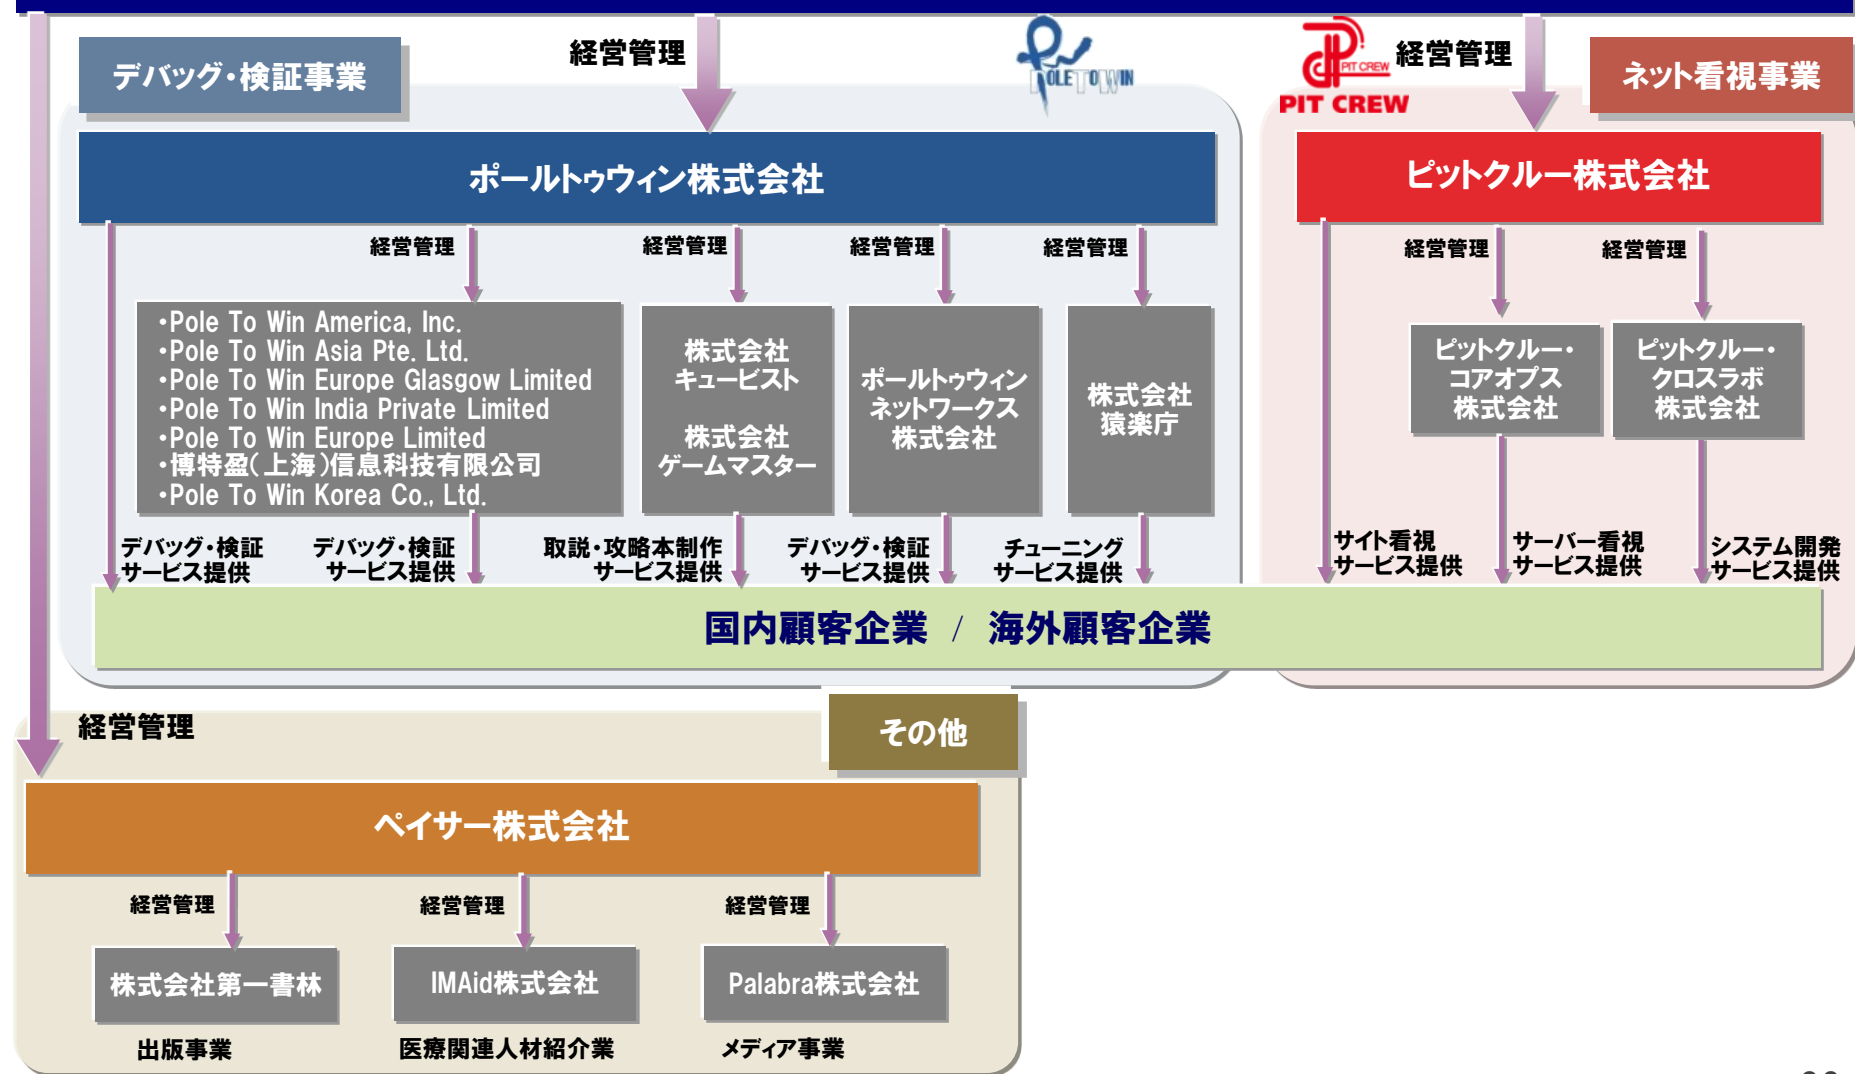 デバッグ・検証事業
経営管理
POLE TO WIN
PIT CREW
PIT CREW
経営管理
ネット看視事業
ポールトゥウィン株式会社
ピットクルー株式会社
経営管理
経営管理
経営管理
経営管理
経営管理
経営管理
・Pole To Win America, Inc.
・Pole To Win Asia Pte. Ltd.
・Pole To Win Europe Glasgow Limited
・Pole To Win India Private Limited
・Pole To Win Europe Limited
・博特盈(上海)信息科技有限公司
・Pole To Win Korea Co., Ltd.
株式会社
キュービスト
株式会社
ゲームマスター
ポールトゥウィン
ネットワークス
株式会社
株式会社
猿楽庁
ピットクルー・
コアオプス
株式会社
ピットクルー・
クロスラボ
株式会社
デバッグ・検証
サービス提供
デバッグ・検証
サービス提供
取説・攻略本制作
サービス提供
デバッグ・検証
サービス提供
チューニング
サービス提供
サイト看視
サービス提供
サーバー看視
サービス提供
システム開発
サービス提供
国内顧客企業 / 海外顧客企業
経営管理
その他
ペイサー株式会社
経営管理
経営管理
経営管理
株式会社第一書林
IMAid株式会社
Palabra株式会社
出版事業
医療関連人材紹介業
メディア事業